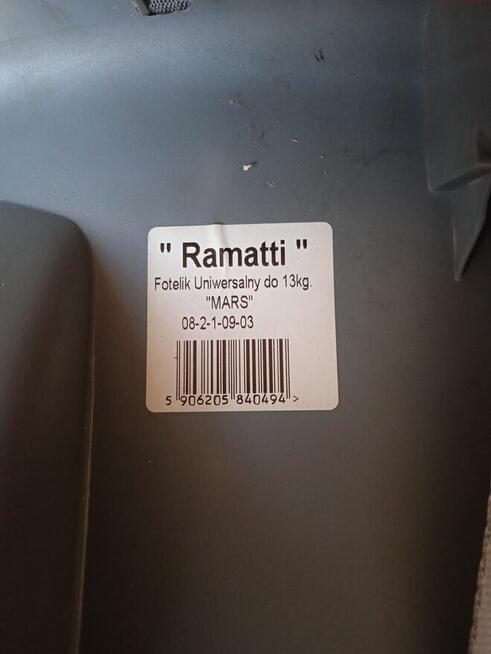 " Ramatti "
Fotelik Uniwersalny do 13kg.
"MARS"
08-2-1-09-03
5 906205 840494 >